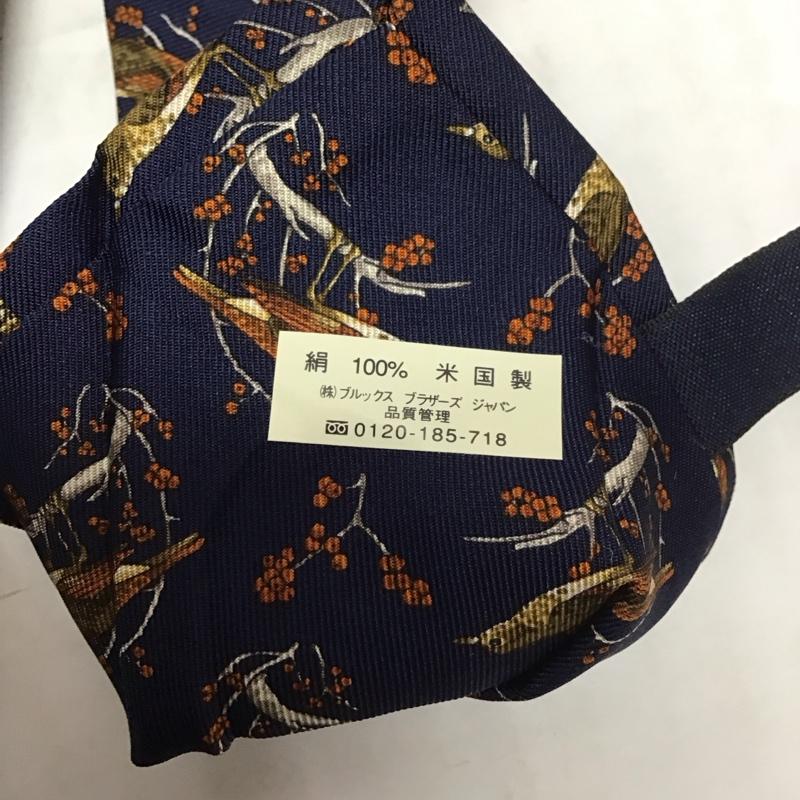 絹 100% 米国製
㈱ブルックス ブラザーズ ジャパン
品質管理
0120-185-718